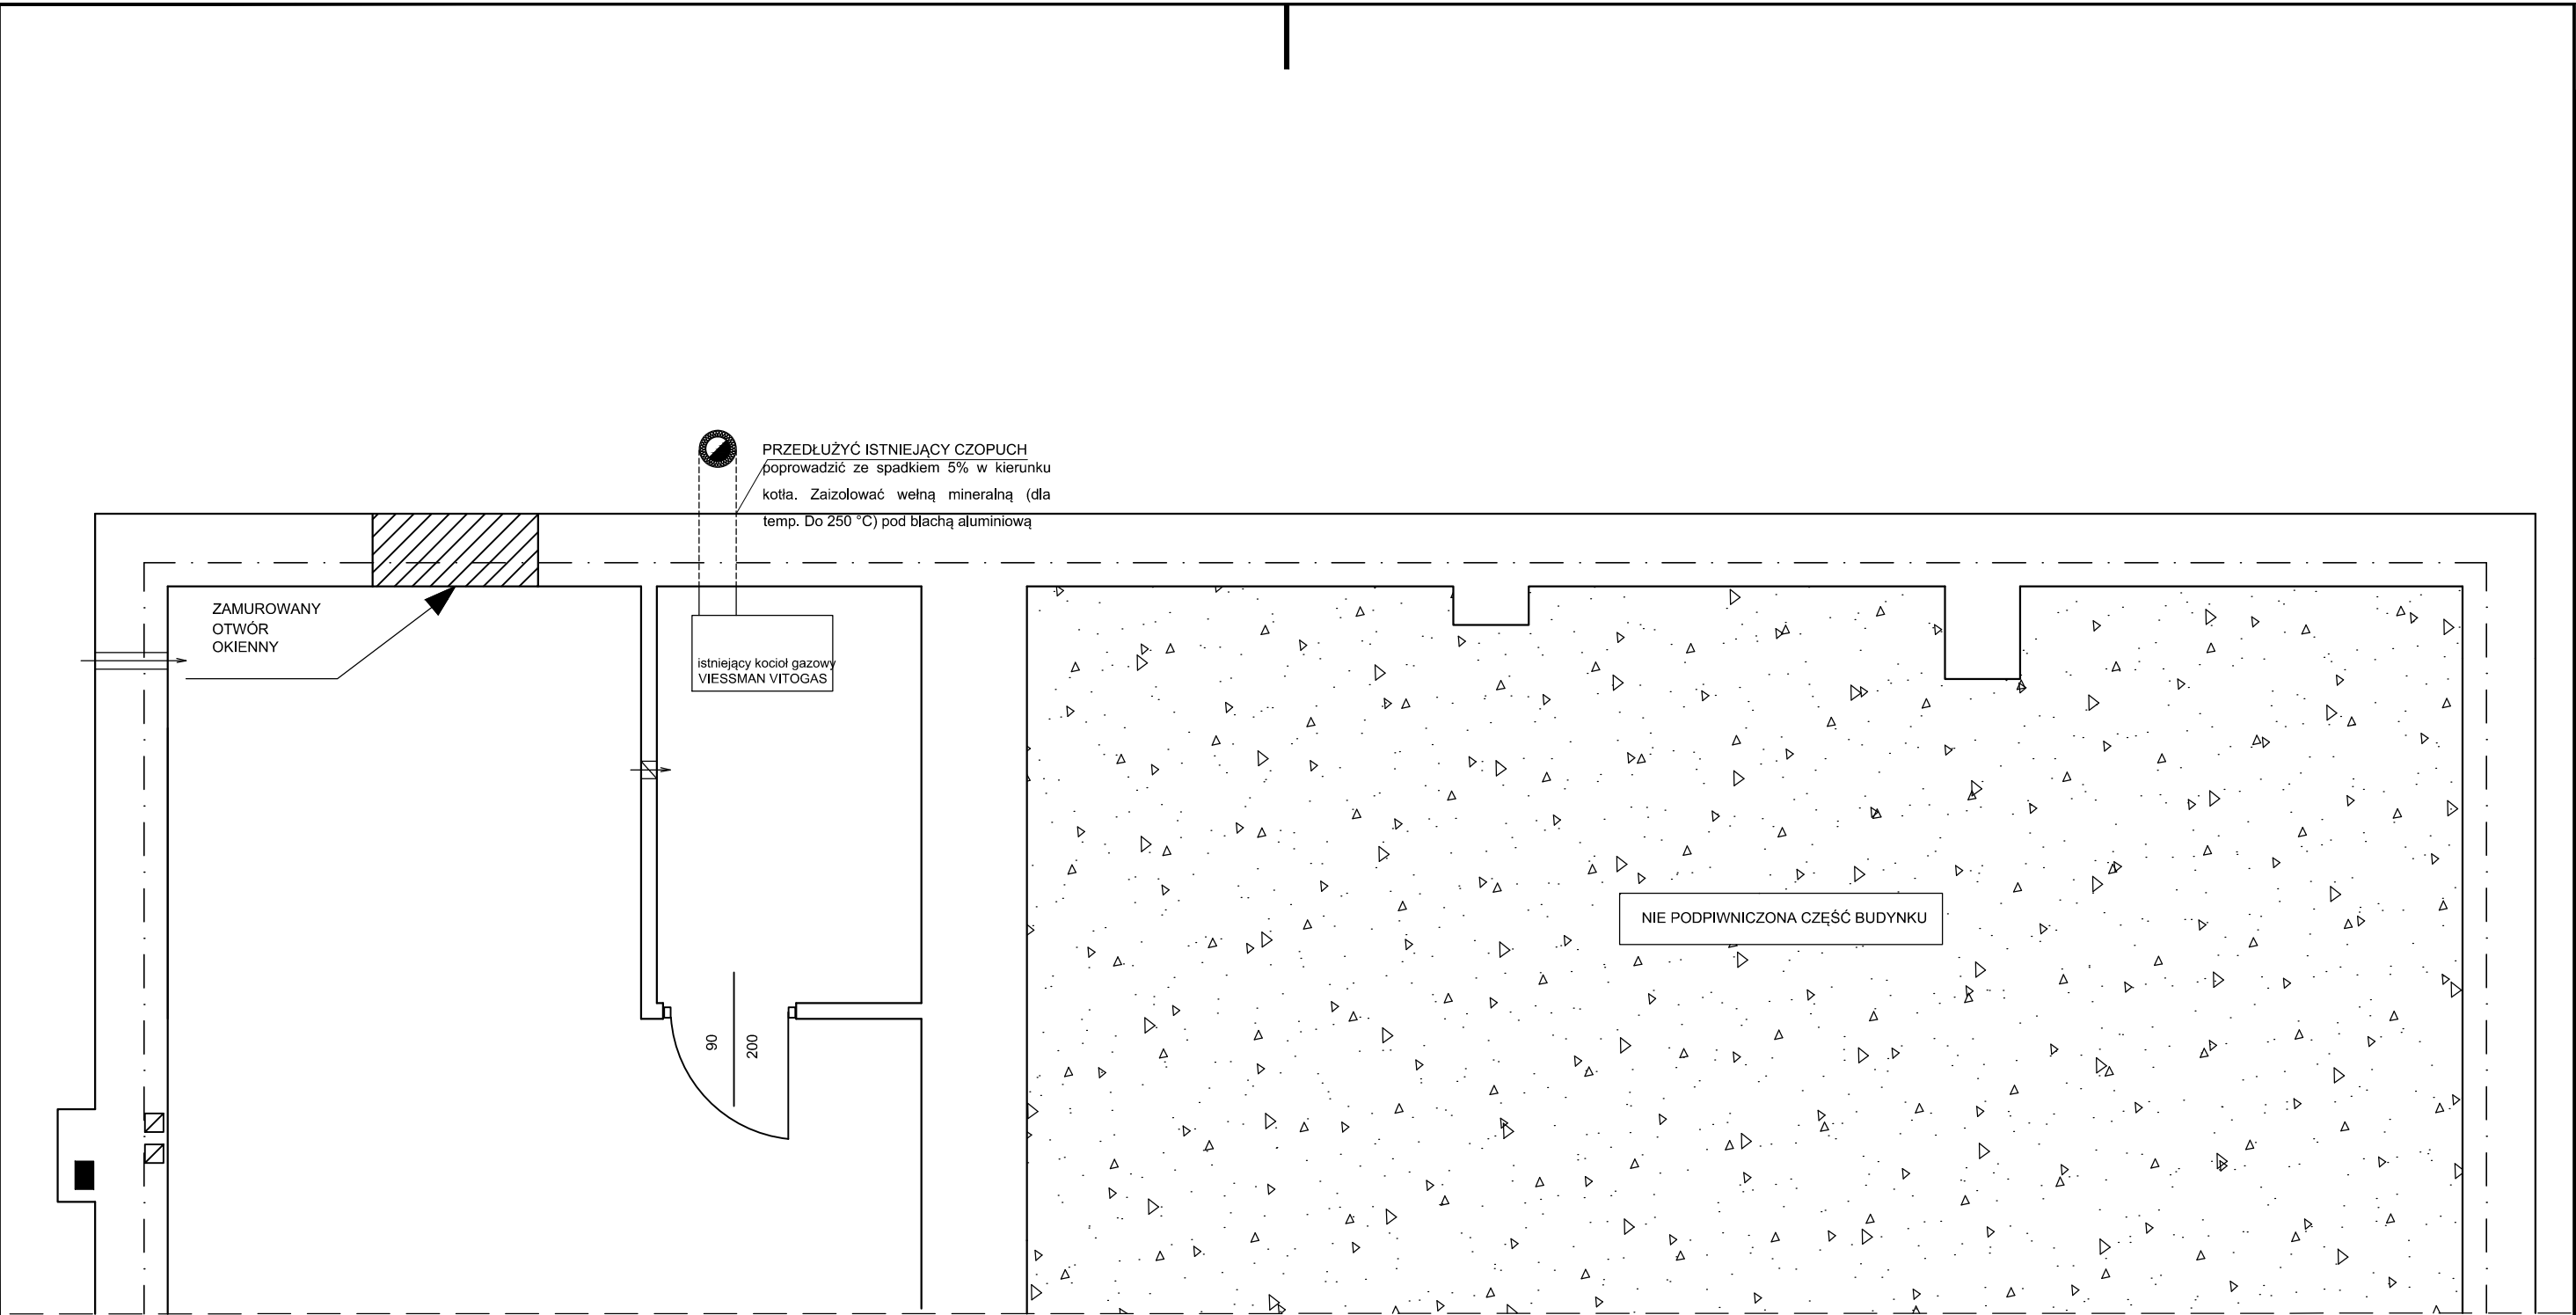 PRZEDŁUŻYĆ ISTNIEJĄCY CZOPUCH
poprowadzić ze spadkiem 5% w kierunku
kotła. Zaizolować wełną mineralną (dla
temp. Do 250 °C) pod blachą aluminiową
ZAMUROWANY
OTWÓR
OKIENNY
istniejący kocioł gazowy
VIESSMAN VITOGAS
NIE PODPIWNICZONA CZĘŚĆ BUDYNKU
90
200